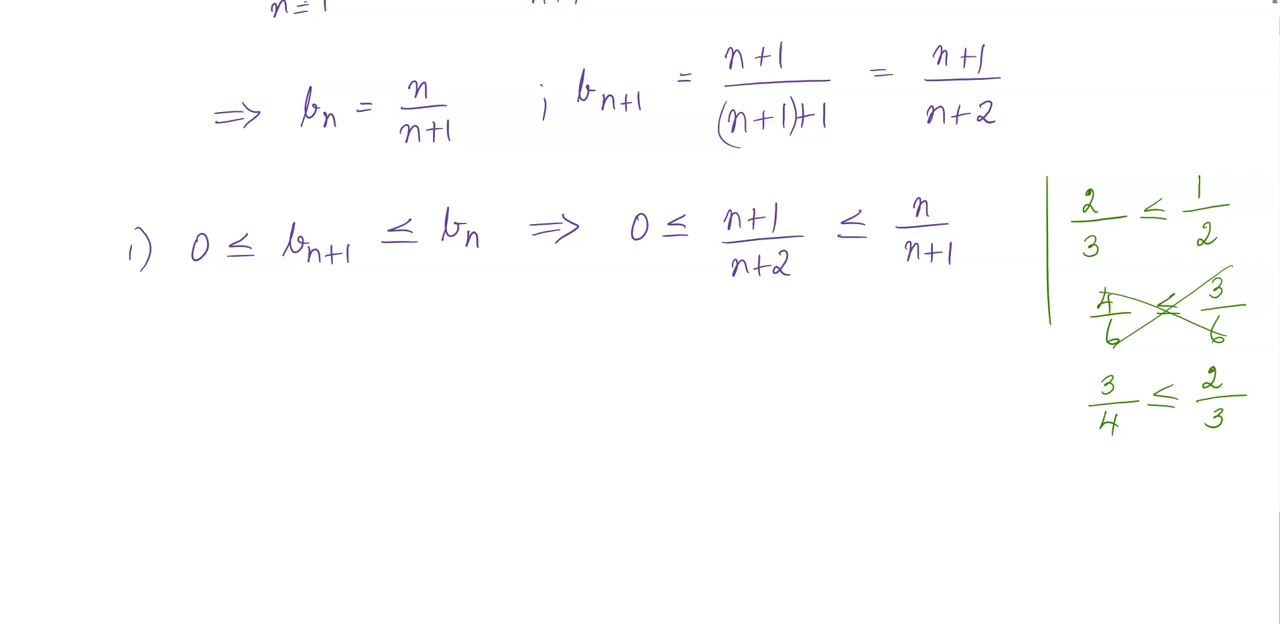 n=1
⟹ bₙ = n/(n+1) ; bₙ₊₁ = (n+1)/((n+1)+1) = (n+1)/(n+2)
i) 0 ≤ bₙ₊₁ ≤ bₙ ⟹ 0 ≤ (n+1)/(n+2) ≤ n/(n+1)
2/3 ≤ 1/2
4/6 ≤ 3/6
3/4 ≤ 2/3